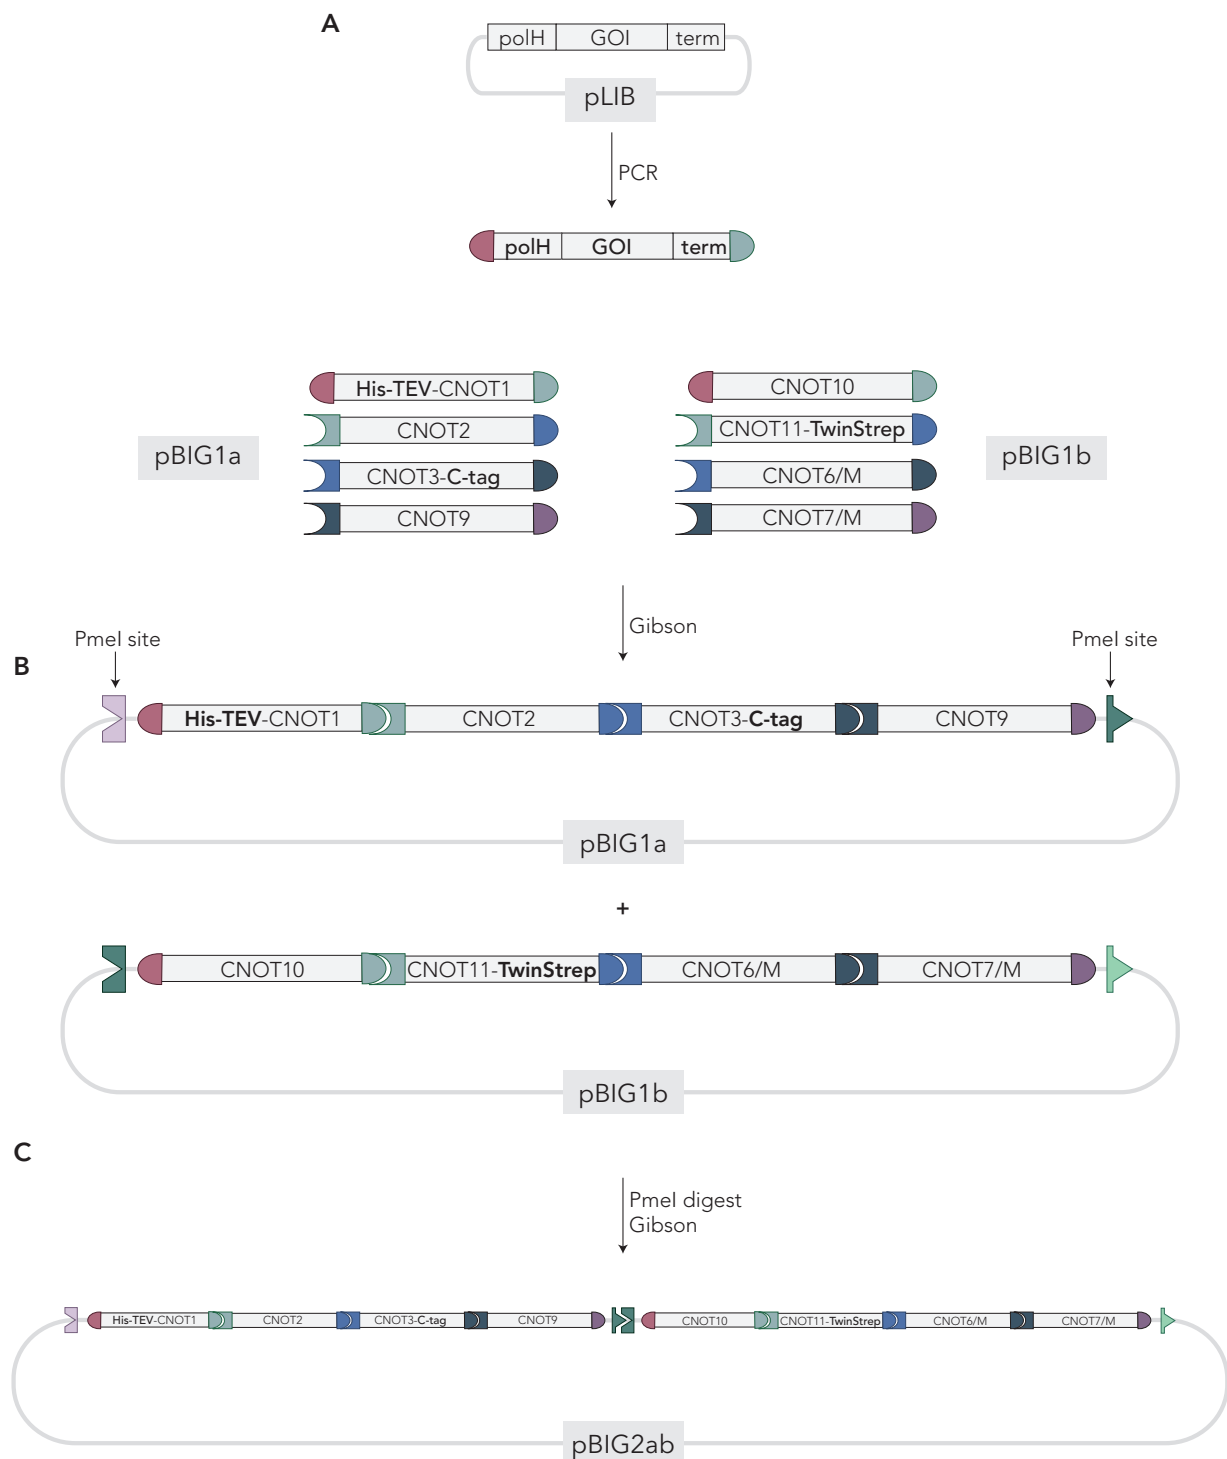 A
polH GOI term
pLIB
PCR
polH GOI term
His-TEV-CNOT1
CNOT2
CNOT3-C-tag
CNOT9
pBIG1a
CNOT10
CNOT11-TwinStrep
CNOT6/M
CNOT7/M
pBIG1b
Gibson
PmeI site
PmeI site
B
His-TEV-CNOT1 CNOT2 CNOT3-C-tag CNOT9
pBIG1a
+
CNOT10 CNOT11-TwinStrep CNOT6/M CNOT7/M
pBIG1b
C
PmeI digest
Gibson
His-TEV-CNOT1 CNOT2 CNOT3-C-tag CNOT9 CNOT10 CNOT11-TwinStrep CNOT6/M CNOT7/M
pBIG2ab